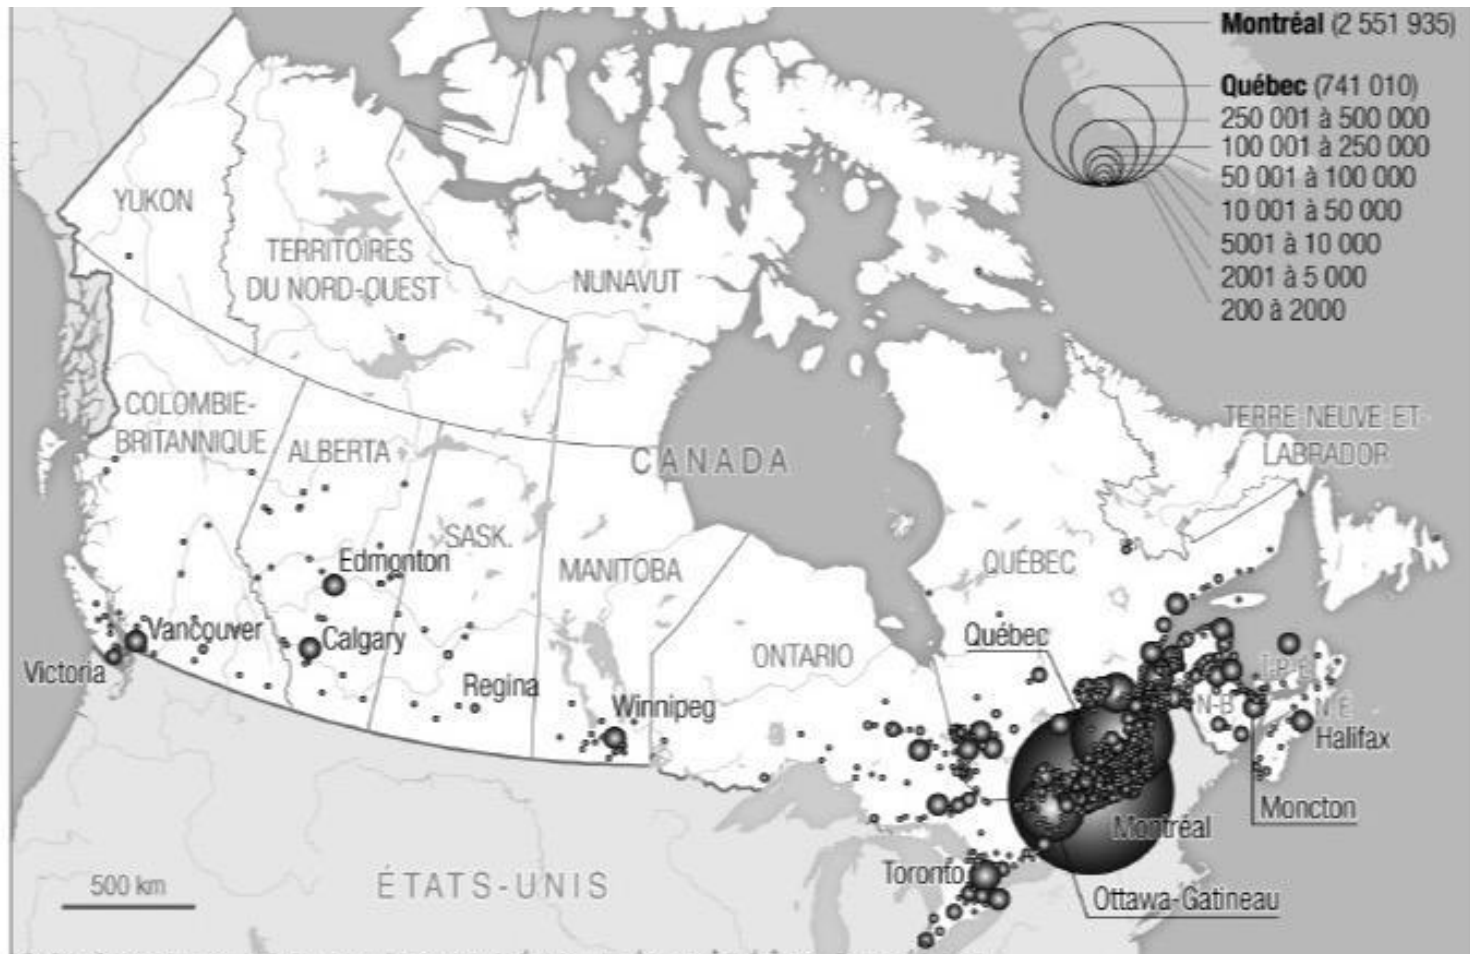 Montréal (2 551 935)
Québec (741 010)
250 001 à 500 000
100 001 à 250 000
50 001 à 100 000
10 001 à 50 000
5001 à 10 000
2001 à 5 000
200 à 2000
YUKON
TERRITOIRES
DU NORD-OUEST
NUNAVUT
COLOMBIE-
BRITANNIQUE
ALBERTA
CANADA
TERRE-NEUVE-ET-
LABRADOR
SASK.
Edmonton
MANITOBA
QUÉBEC
Vancouver
Calgary
Québec
ONTARIO
Victoria
Regina
Winnipeg
Î.-P.-É.
N-B
N-É
Halifax
Moncton
Montréal
Toronto
500 km
ÉTATS-UNIS
Ottawa-Gatineau